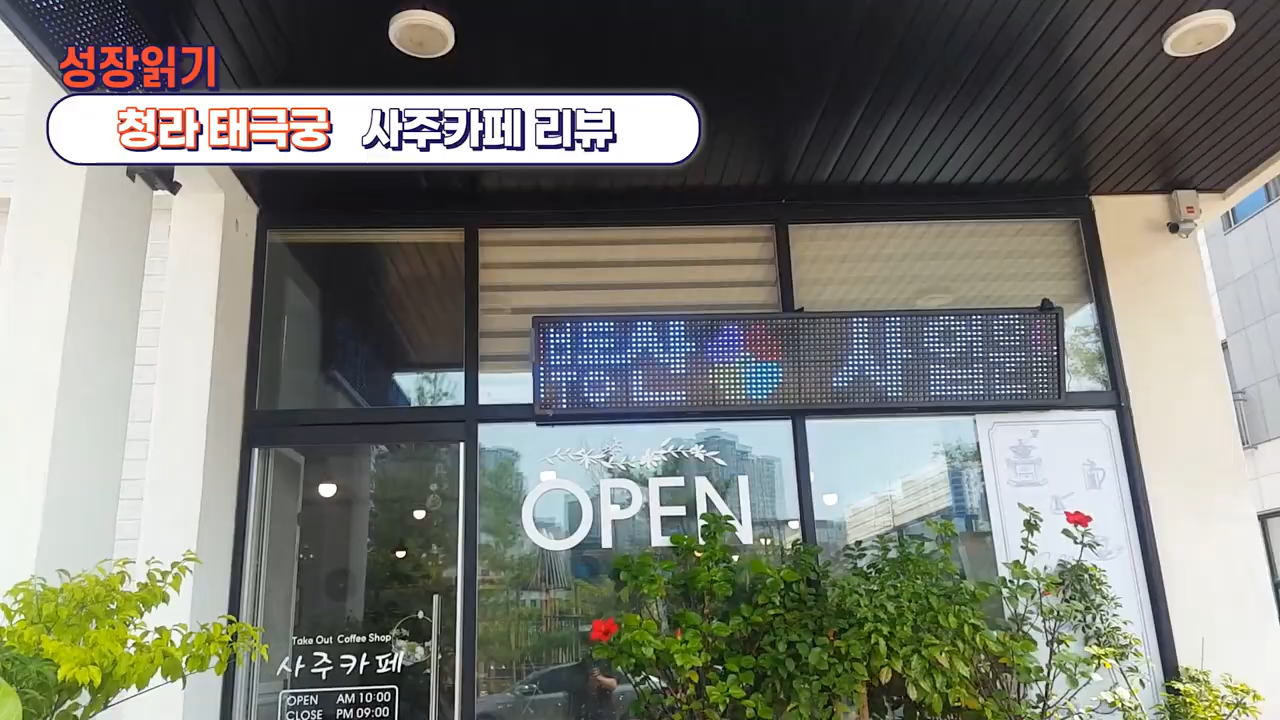 성장읽기
청라 태극궁 사주카페 리뷰
OPEN
Take Out Coffee Shop
사주카페
OPEN AM 10:00
CLOSE PM 09:00